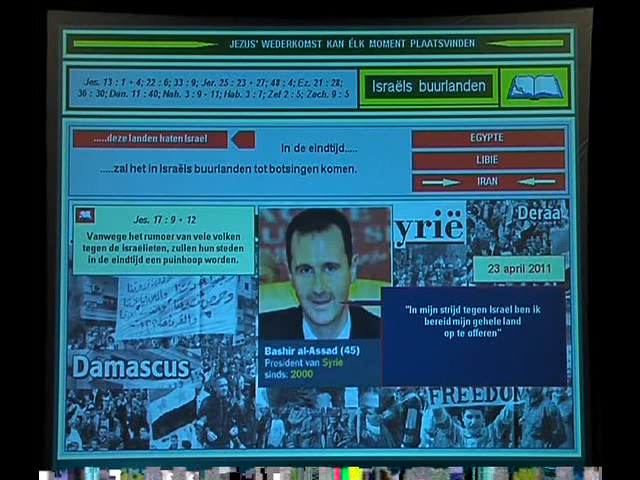 JEZUS' WEDERKOMST KAN ÉLK MOMENT PLAATSVINDEN
Jes. 13 : 1 + 4; 22 : 6; 33 : 9; Jer. 25 : 23 + 27; 48 : 4; Ez. 21 : 28;
36 : 30; Dan. 11 : 40; Nah. 3 : 9 - 11; Hab. 3 : 7; Zef 2 : 5; Zach. 9 : 5
Israëls buurlanden
.....deze landen haten Israel
In de eindtijd.....
.....zal het in Israëls buurlanden tot botsingen komen.
EGYPTE
LIBIE
IRAN
Jes. 17 : 9 + 12
Vanwege het rumoer van vele volken
tegen de Israëlieten, zullen hun steden
in de eindtijd een puinhoop worden.
yrië
Deraa
23 april 2011
"In mijn strijd tegen Israel ben ik
bereid mijn gehele land
op te offeren"
Damascus
Bashir al-Assad (45)
President van Syrie
sinds: 2000
FREEDOM